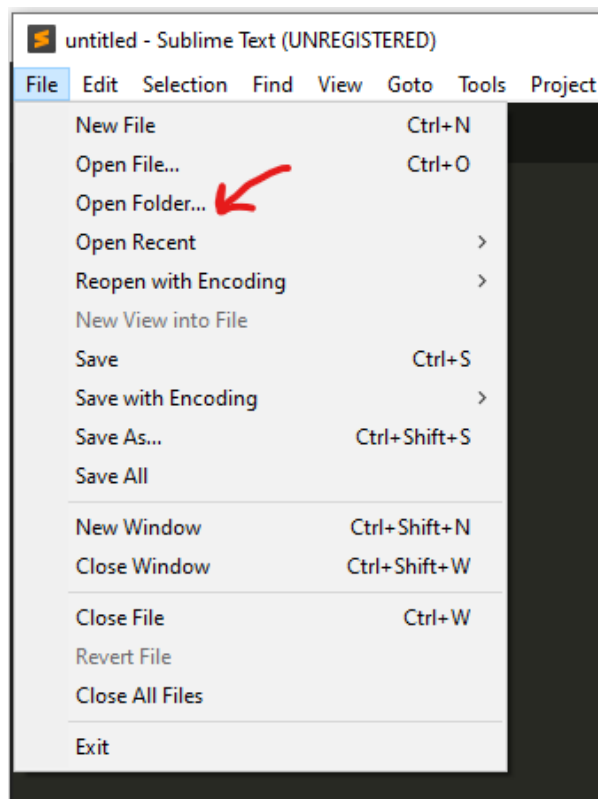 untitled - Sublime Text (UNREGISTERED)
File Edit Selection Find View Goto Tools Project
New File Ctrl+N
Open File... Ctrl+O
Open Folder...
Open Recent
Reopen with Encoding
New View into File
Save Ctrl+S
Save with Encoding
Save As... Ctrl+Shift+S
Save All
New Window Ctrl+Shift+N
Close Window Ctrl+Shift+W
Close File Ctrl+W
Revert File
Close All Files
Exit